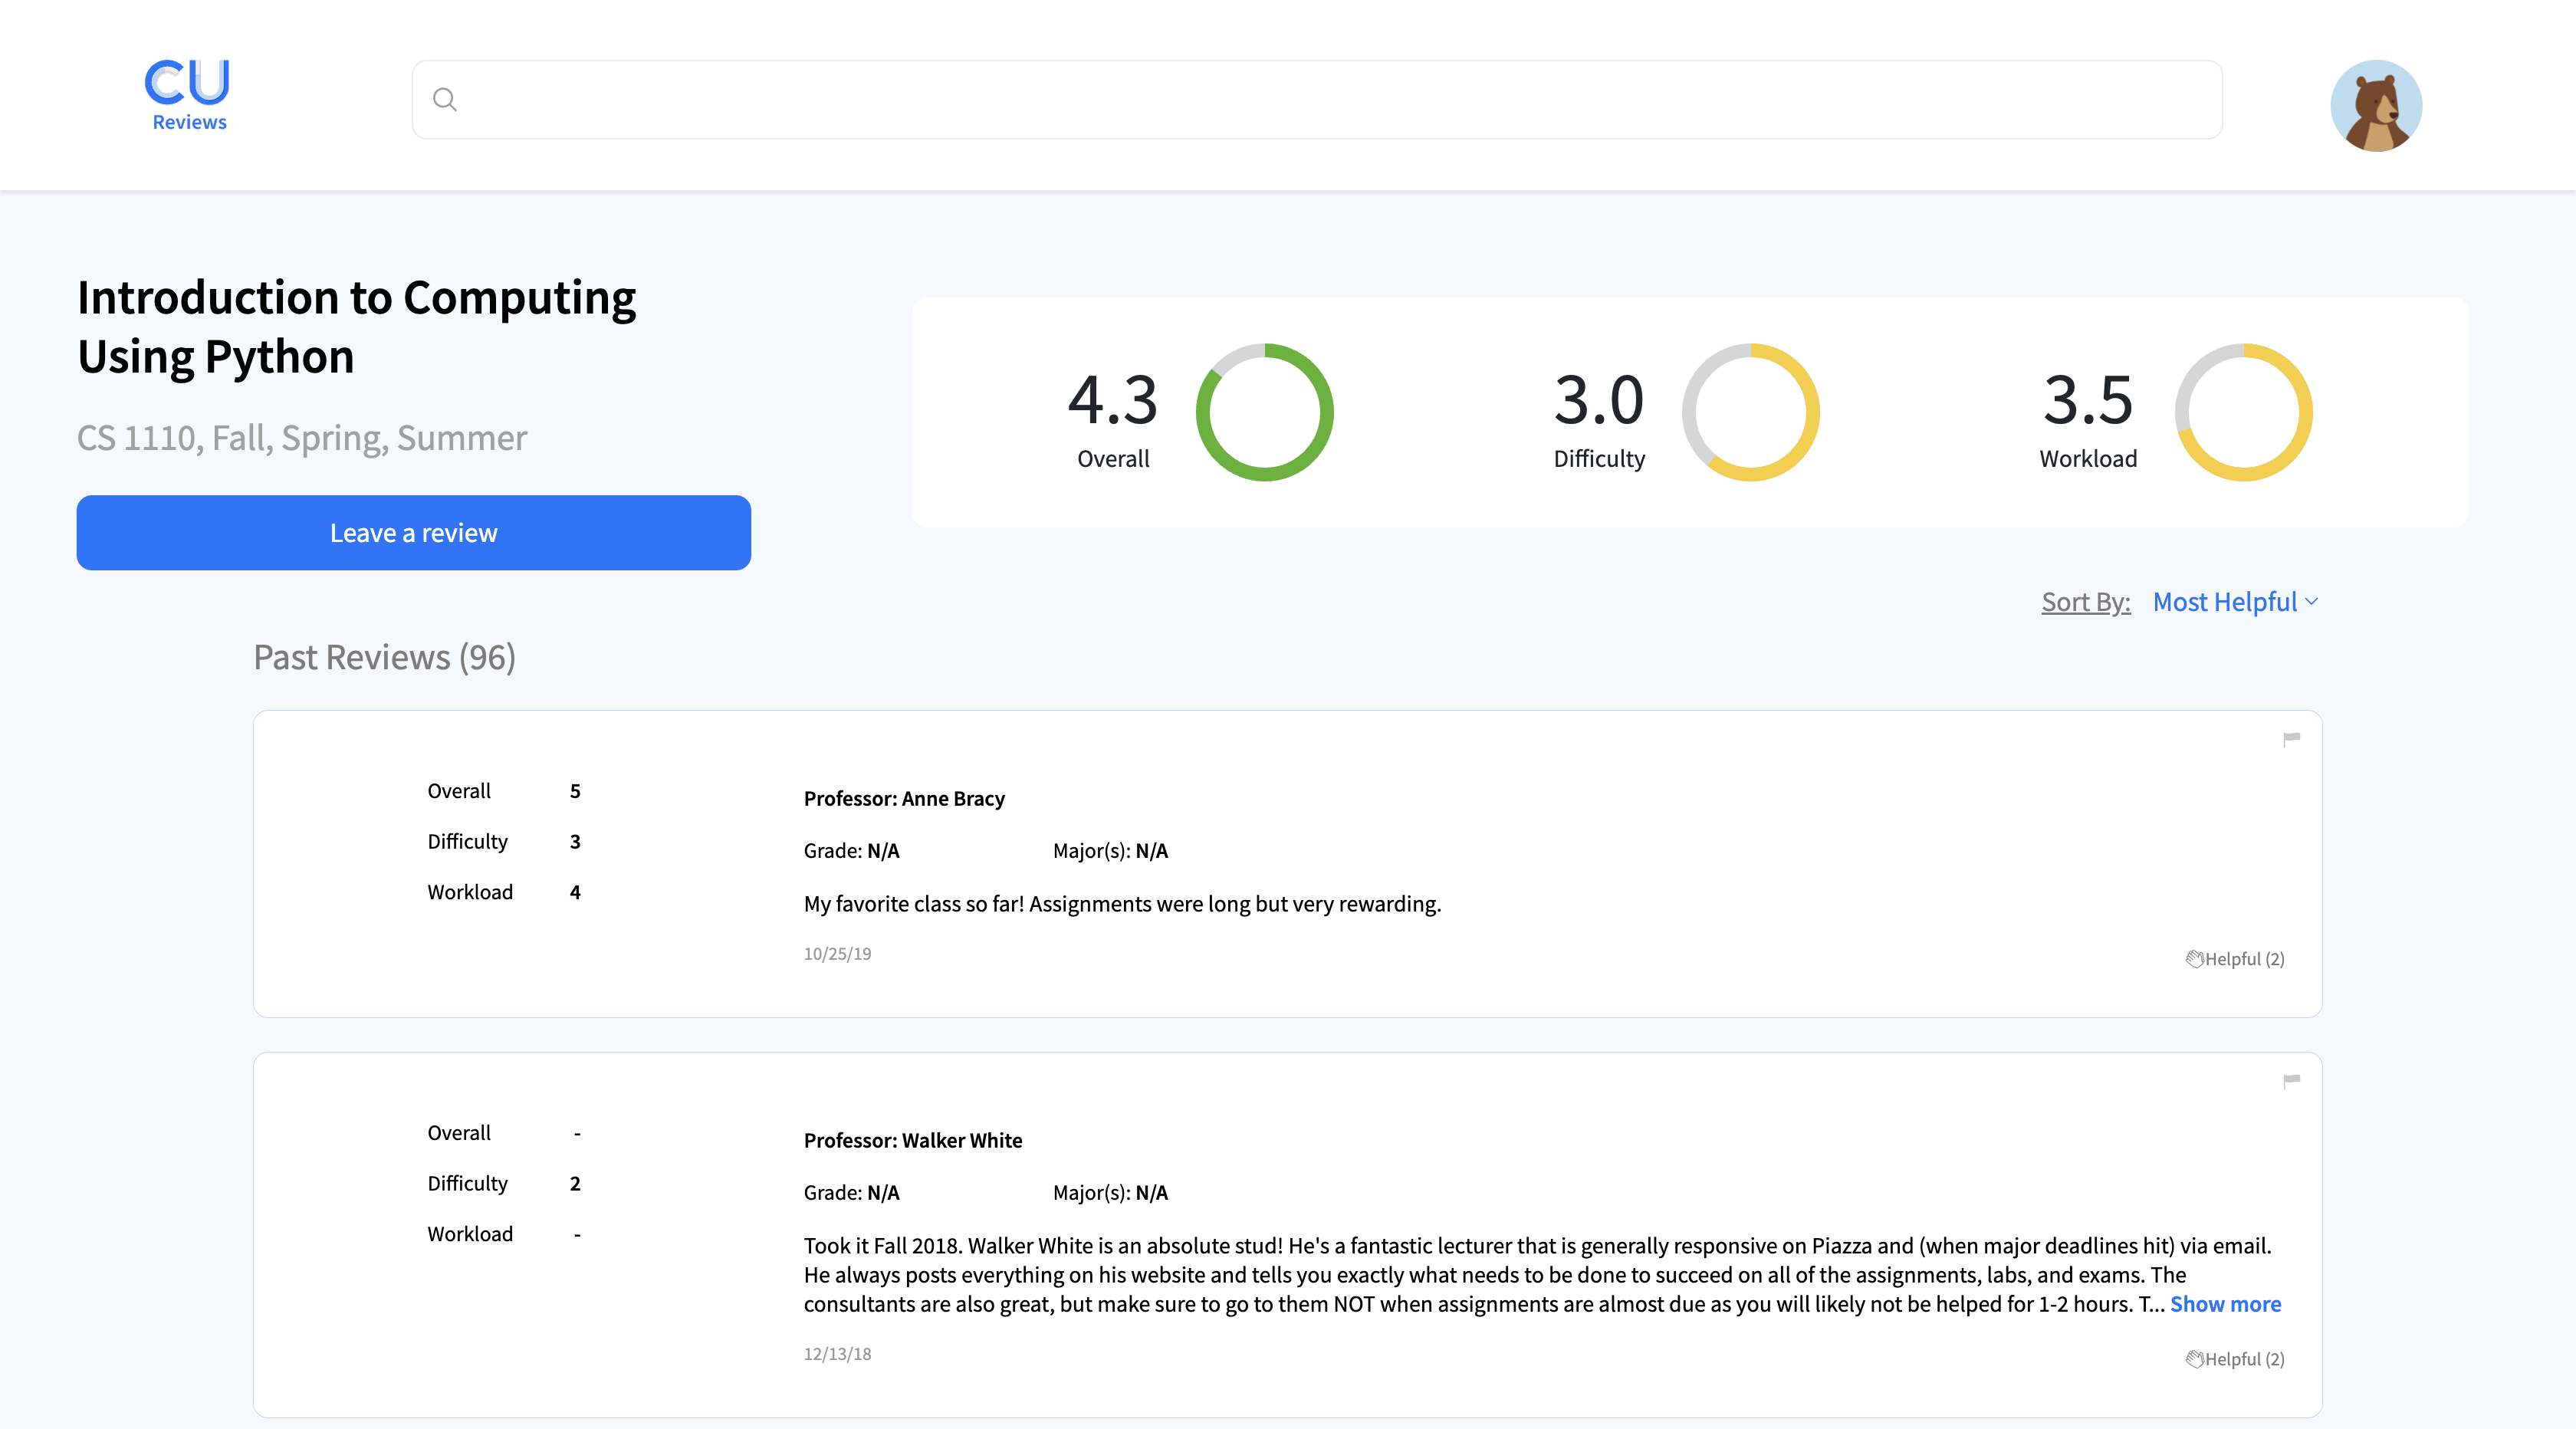 CU
Reviews
Introduction to Computing
Using Python
CS 1110, Fall, Spring, Summer
Leave a review
4.3
Overall
3.0
Difficulty
3.5
Workload
Sort By: Most Helpful
Past Reviews (96)
Overall 5
Difficulty 3
Workload 4
Professor: Anne Bracy
Grade: N/A Major(s): N/A
My favorite class so far! Assignments were long but very rewarding.
10/25/19
Helpful (2)
Overall -
Difficulty 2
Workload -
Professor: Walker White
Grade: N/A Major(s): N/A
Took it Fall 2018. Walker White is an absolute stud! He's a fantastic lecturer that is generally responsive on Piazza and (when major deadlines hit) via email.
He always posts everything on his website and tells you exactly what needs to be done to succeed on all of the assignments, labs, and exams. The
consultants are also great, but make sure to go to them NOT when assignments are almost due as you will likely not be helped for 1-2 hours. T... Show more
12/13/18
Helpful (2)